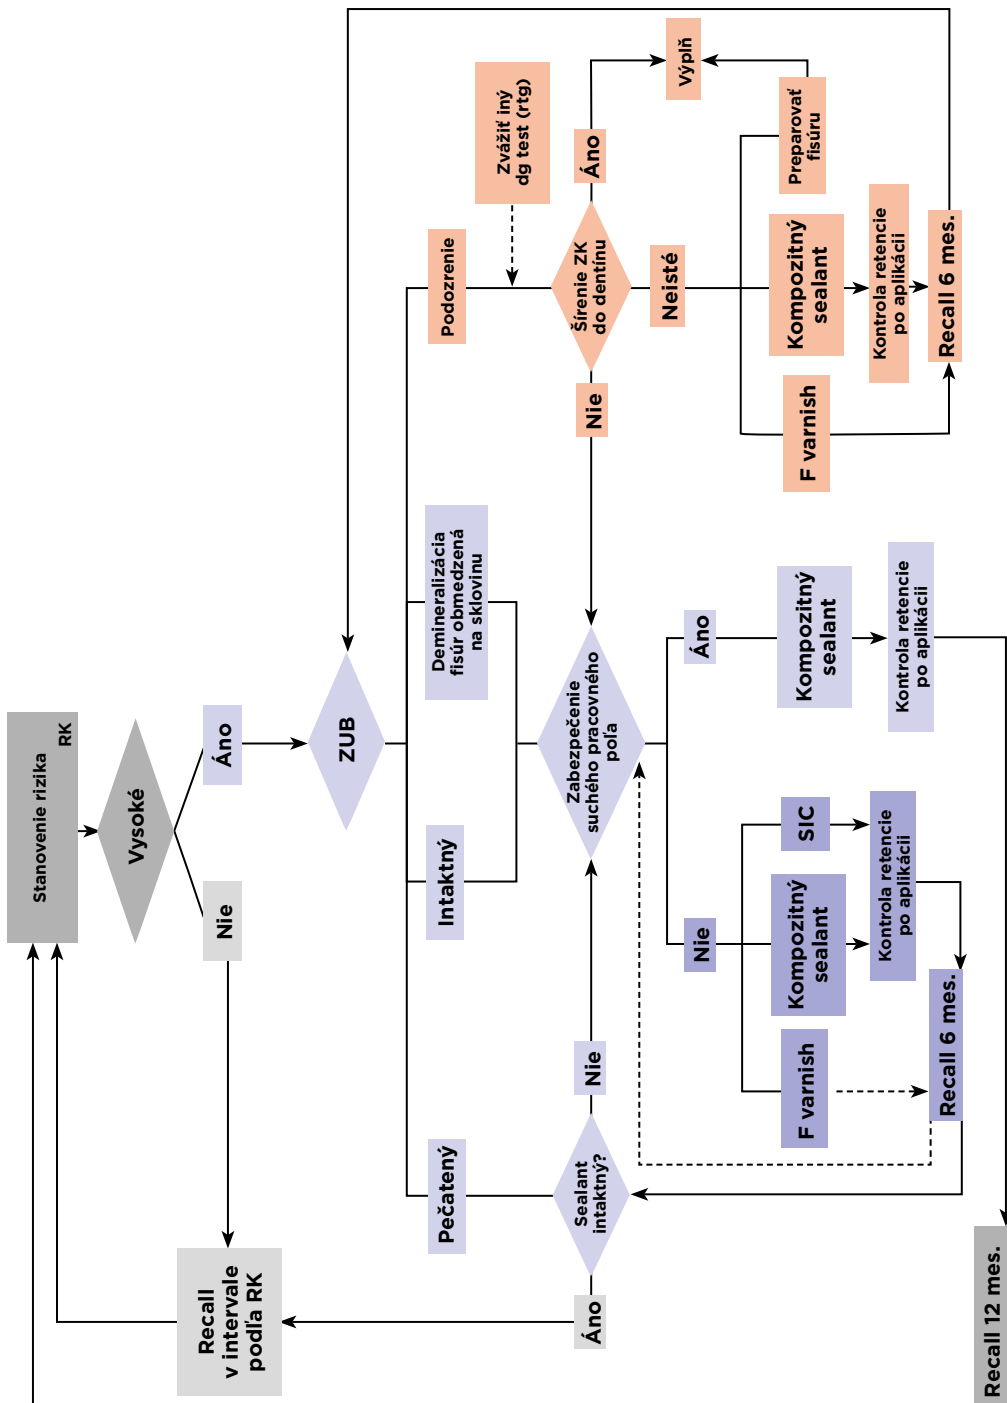 Stanovenie rizika
RK
Vysoké
Nie
Áno
Recall
v intervale
podľa RK
ZUB
Pečatený
Intaktný
Demineralizácia
fisúr obmedzená
na sklovinu
Podozrenie
Zvážiť iný
dg test (rtg)
Áno
Sealant
intaktný?
Nie
Zabezpečenie
suchého pracovného
poľa
Nie
Šírenie ZK
do dentínu
Áno
Výplň
Nie
Áno
Neisté
F varnish
Kompozitný
sealant
SIC
Kompozitný
sealant
F varnish
Kompozitný
sealant
Preparovať
fisúru
Kontrola retencie
po aplikácii
Kontrola retencie
po aplikácii
Kontrola retencie
po aplikácii
Recall 6 mes.
Recall 6 mes.
Recall 12 mes.